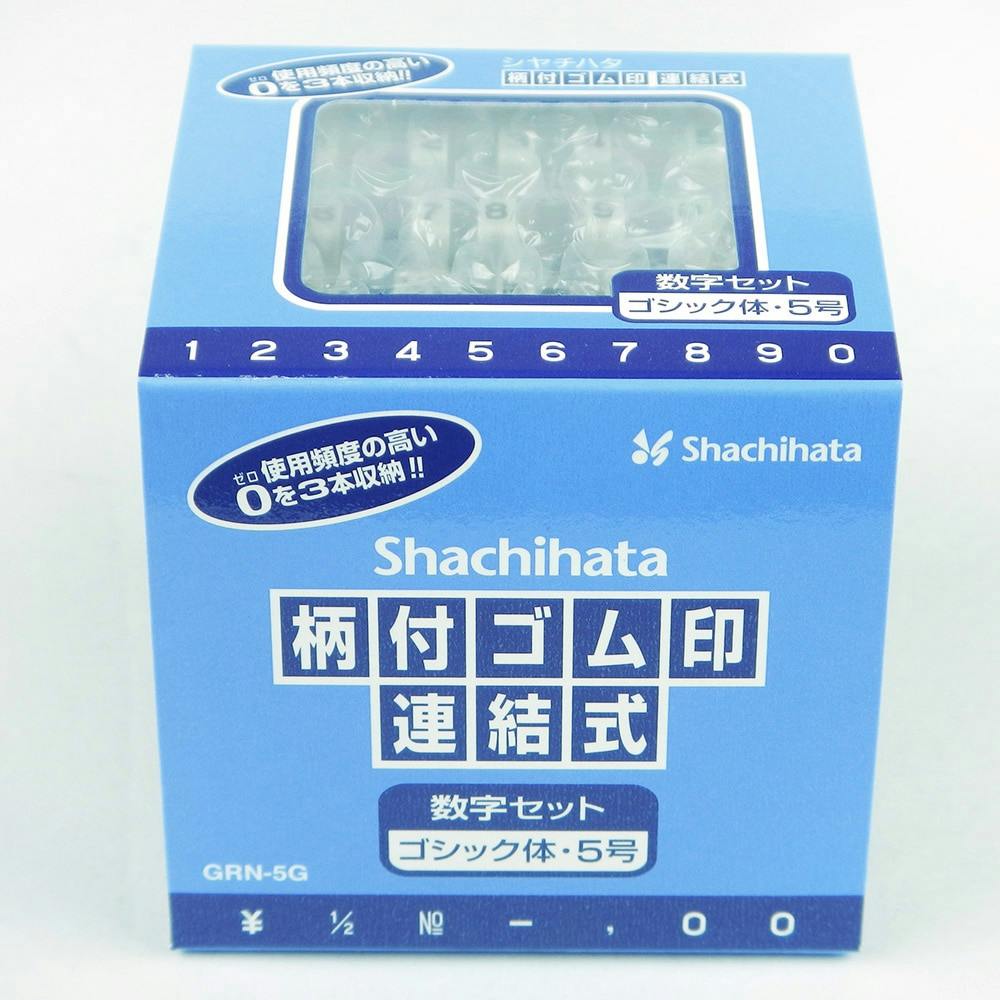 使用頻度の高い
ゼロ
0を3本収納!!
シヤチハタ
柄付ゴム印 連結式
2
7 8 9
数字セット
ゴシック体・5号
1 2 3 4 5 6 7 8 9 0
使用頻度の高い
ゼロ
0を3本収納!!
Shachihata
Shachihata
柄付ゴム印
連結式
数字セット
ゴシック体・5号
GRN-5G
¥ ½ № － , 0 0